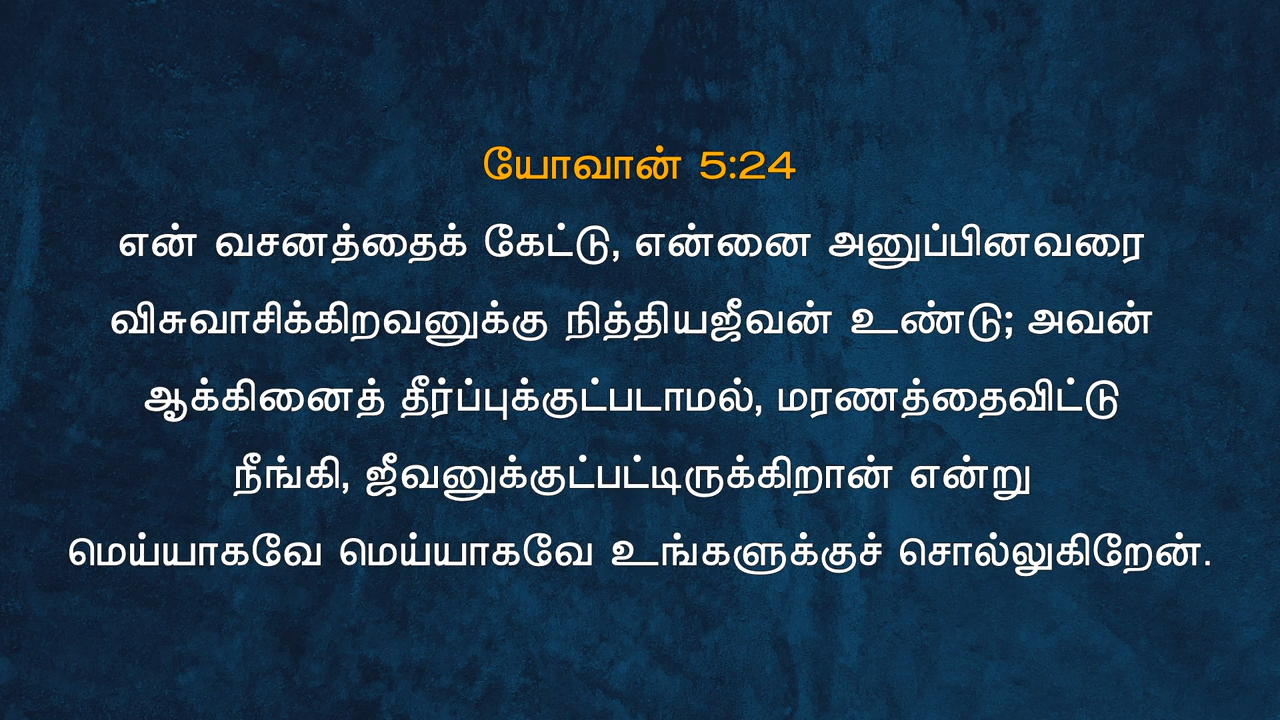 யோவான் 5:24
என் வசனத்தைக் கேட்டு, என்னை அனுப்பினவரை
விசுவாசிக்கிறவனுக்கு நித்தியஜீவன் உண்டு; அவன்
ஆக்கினைத் தீர்ப்புக்குட்படாமல், மரணத்தைவிட்டு
நீங்கி, ஜீவனுக்குட்பட்டிருக்கிறான் என்று
மெய்யாகவே மெய்யாகவே உங்களுக்குச் சொல்லுகிறேன்.